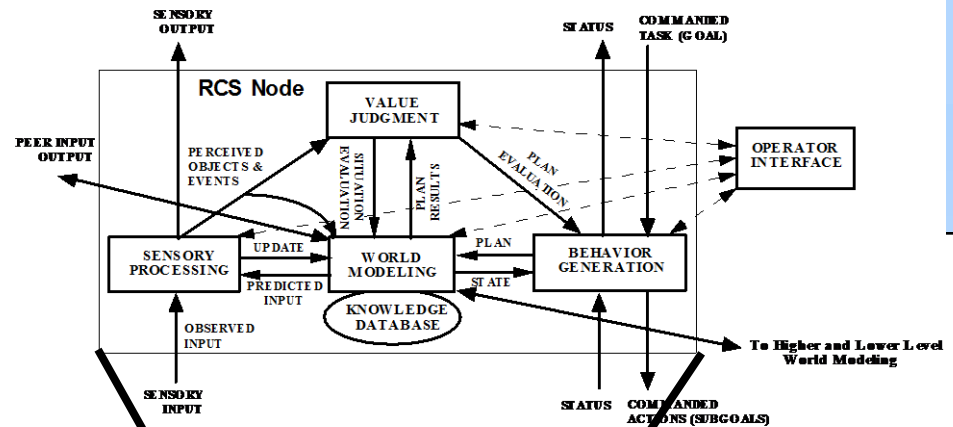 SENSORY
OUTPUT
STATUS
COMMANDED
TASK (GOAL)
RCS Node
VALUE
JUDGMENT
PEER INPUT
OUTPUT
PERCEIVED
OBJECTS &
EVENTS
SITUATION
EVALUATION
PLAN
RESULTS
PLAN
EVALUATION
OPERATOR
INTERFACE
SENSORY
PROCESSING
UPDATE
PREDICTED
INPUT
WORLD
MODELING
PLAN
STATE
BEHAVIOR
GENERATION
KNOWLEDGE
DATABASE
OBSERVED
INPUT
To Higher and Lower Level
World Modeling
SENSORY
INPUT
STATUS
COMMANDED
ACTIONS (SUBGOALS)